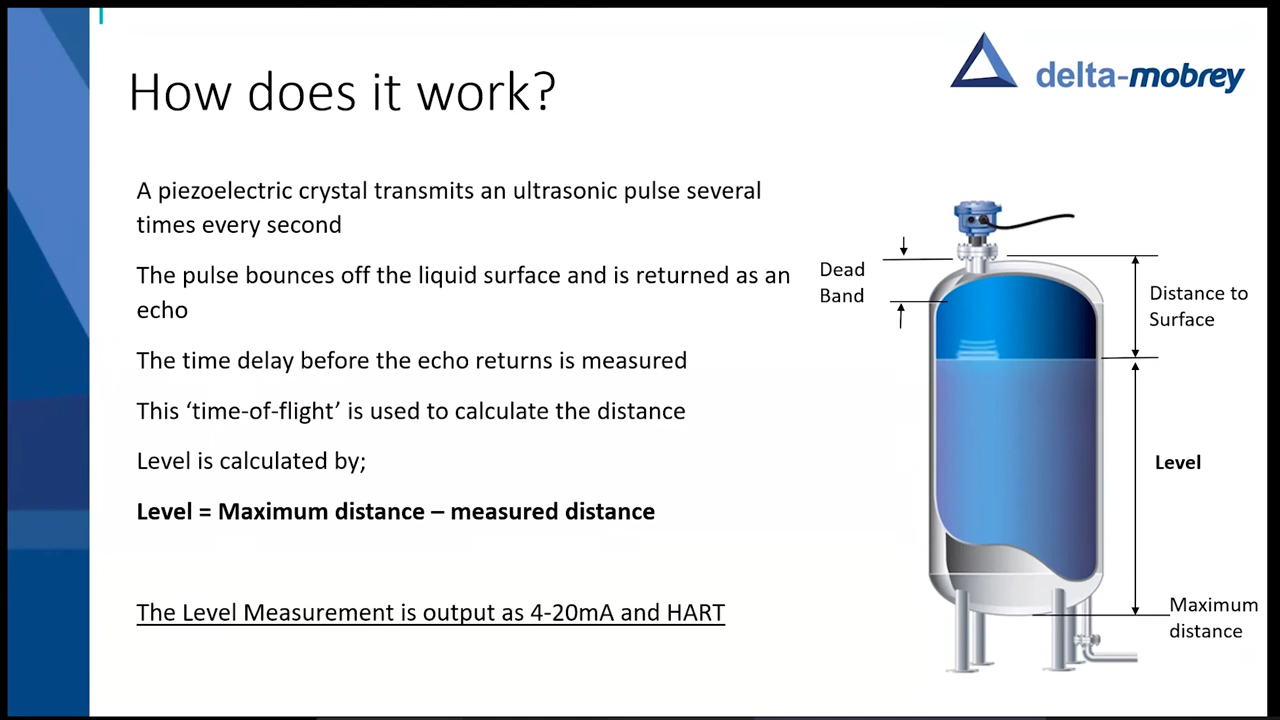 How does it work?
delta-mobrey
A piezoelectric crystal transmits an ultrasonic pulse several
times every second
The pulse bounces off the liquid surface and is returned as an
echo
The time delay before the echo returns is measured
This ‘time-of-flight’ is used to calculate the distance
Level is calculated by;
Level = Maximum distance – measured distance
The Level Measurement is output as 4-20mA and HART
Dead
Band
Distance to
Surface
Level
Maximum
distance